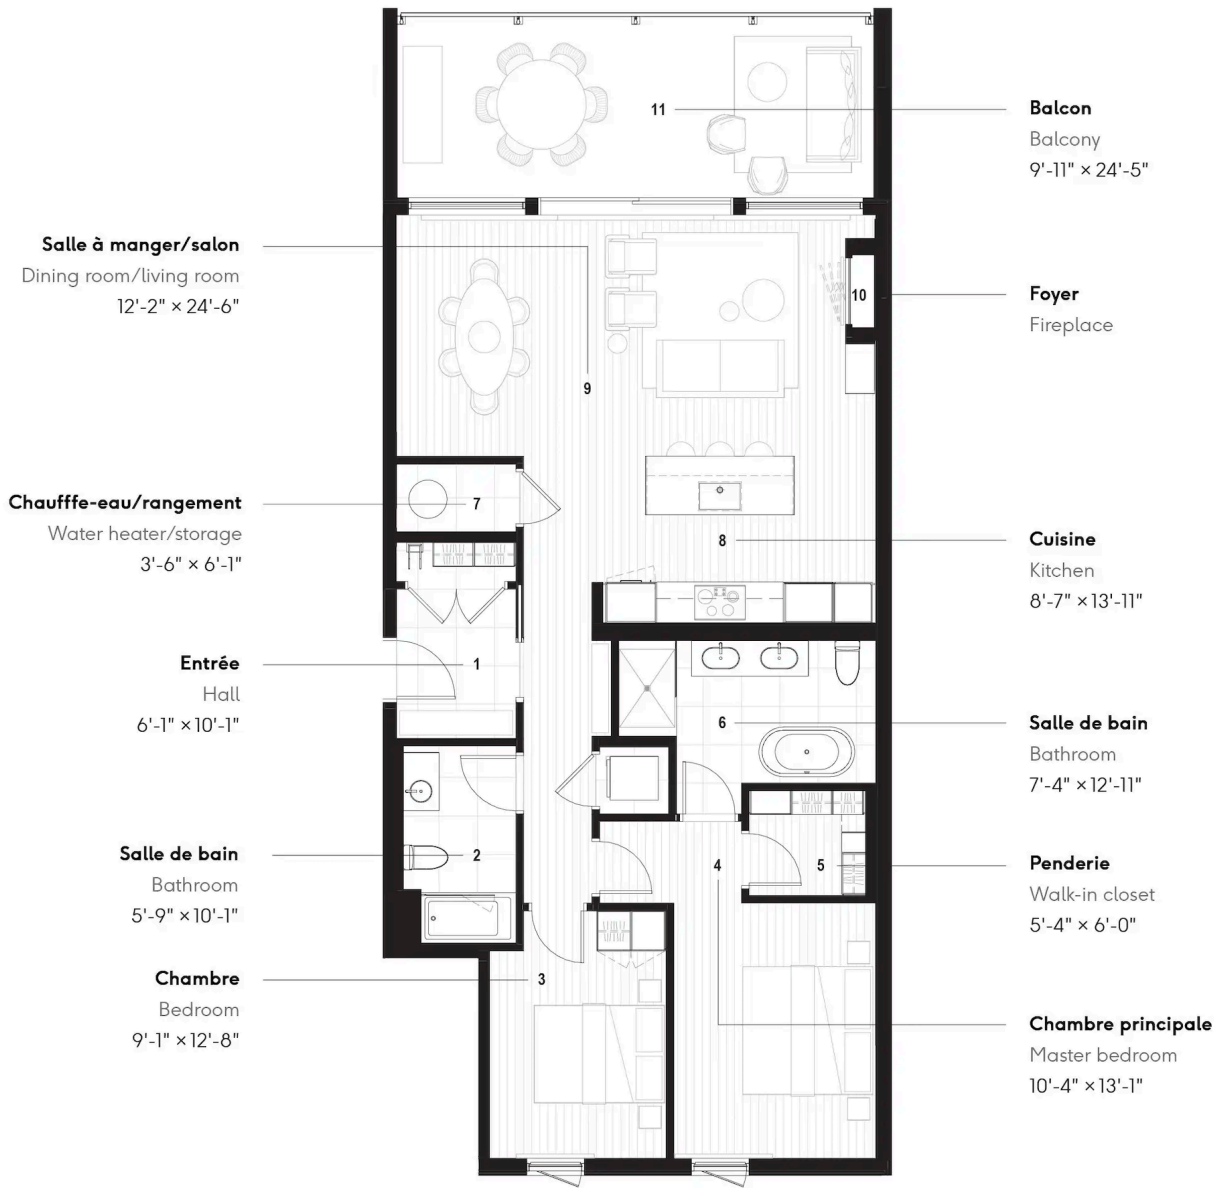 11
Balcon
Balcony
9'-11" × 24'-5"
Salle à manger/salon
Dining room/living room
12'-2" × 24'-6"
10
Foyer
Fireplace
9
Chaufffe-eau/rangement
Water heater/storage
3'-6" × 6'-1"
7
8
Cuisine
Kitchen
8'-7" × 13'-11"
Entrée
Hall
6'-1" × 10'-1"
1
6
Salle de bain
Bathroom
7'-4" × 12'-11"
Salle de bain
Bathroom
5'-9" × 10'-1"
2
4
5
Penderie
Walk-in closet
5'-4" × 6'-0"
Chambre
Bedroom
9'-1" × 12'-8"
3
Chambre principale
Master bedroom
10'-4" × 13'-1"